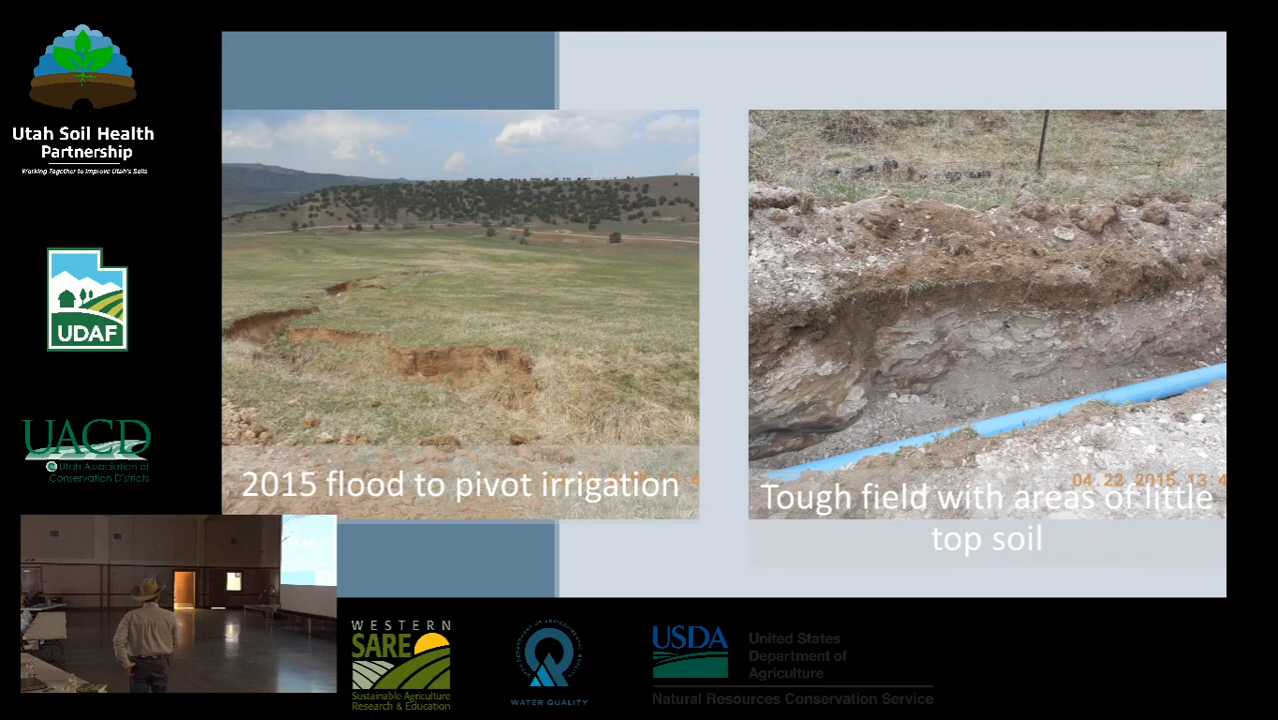 Utah Soil Health
Partnership
Working Together to Improve Utah's Soils
UDAF
UACD
Utah Association of
Conservation Districts
2015 flood to pivot irrigation
04 22 2015 13:4
Tough field with areas of little
top soil
WESTERN
SARE
Sustainable Agriculture
Research & Education
WATER QUALITY
USDA
United States
Department of
Agriculture
Natural Resources Conservation Service